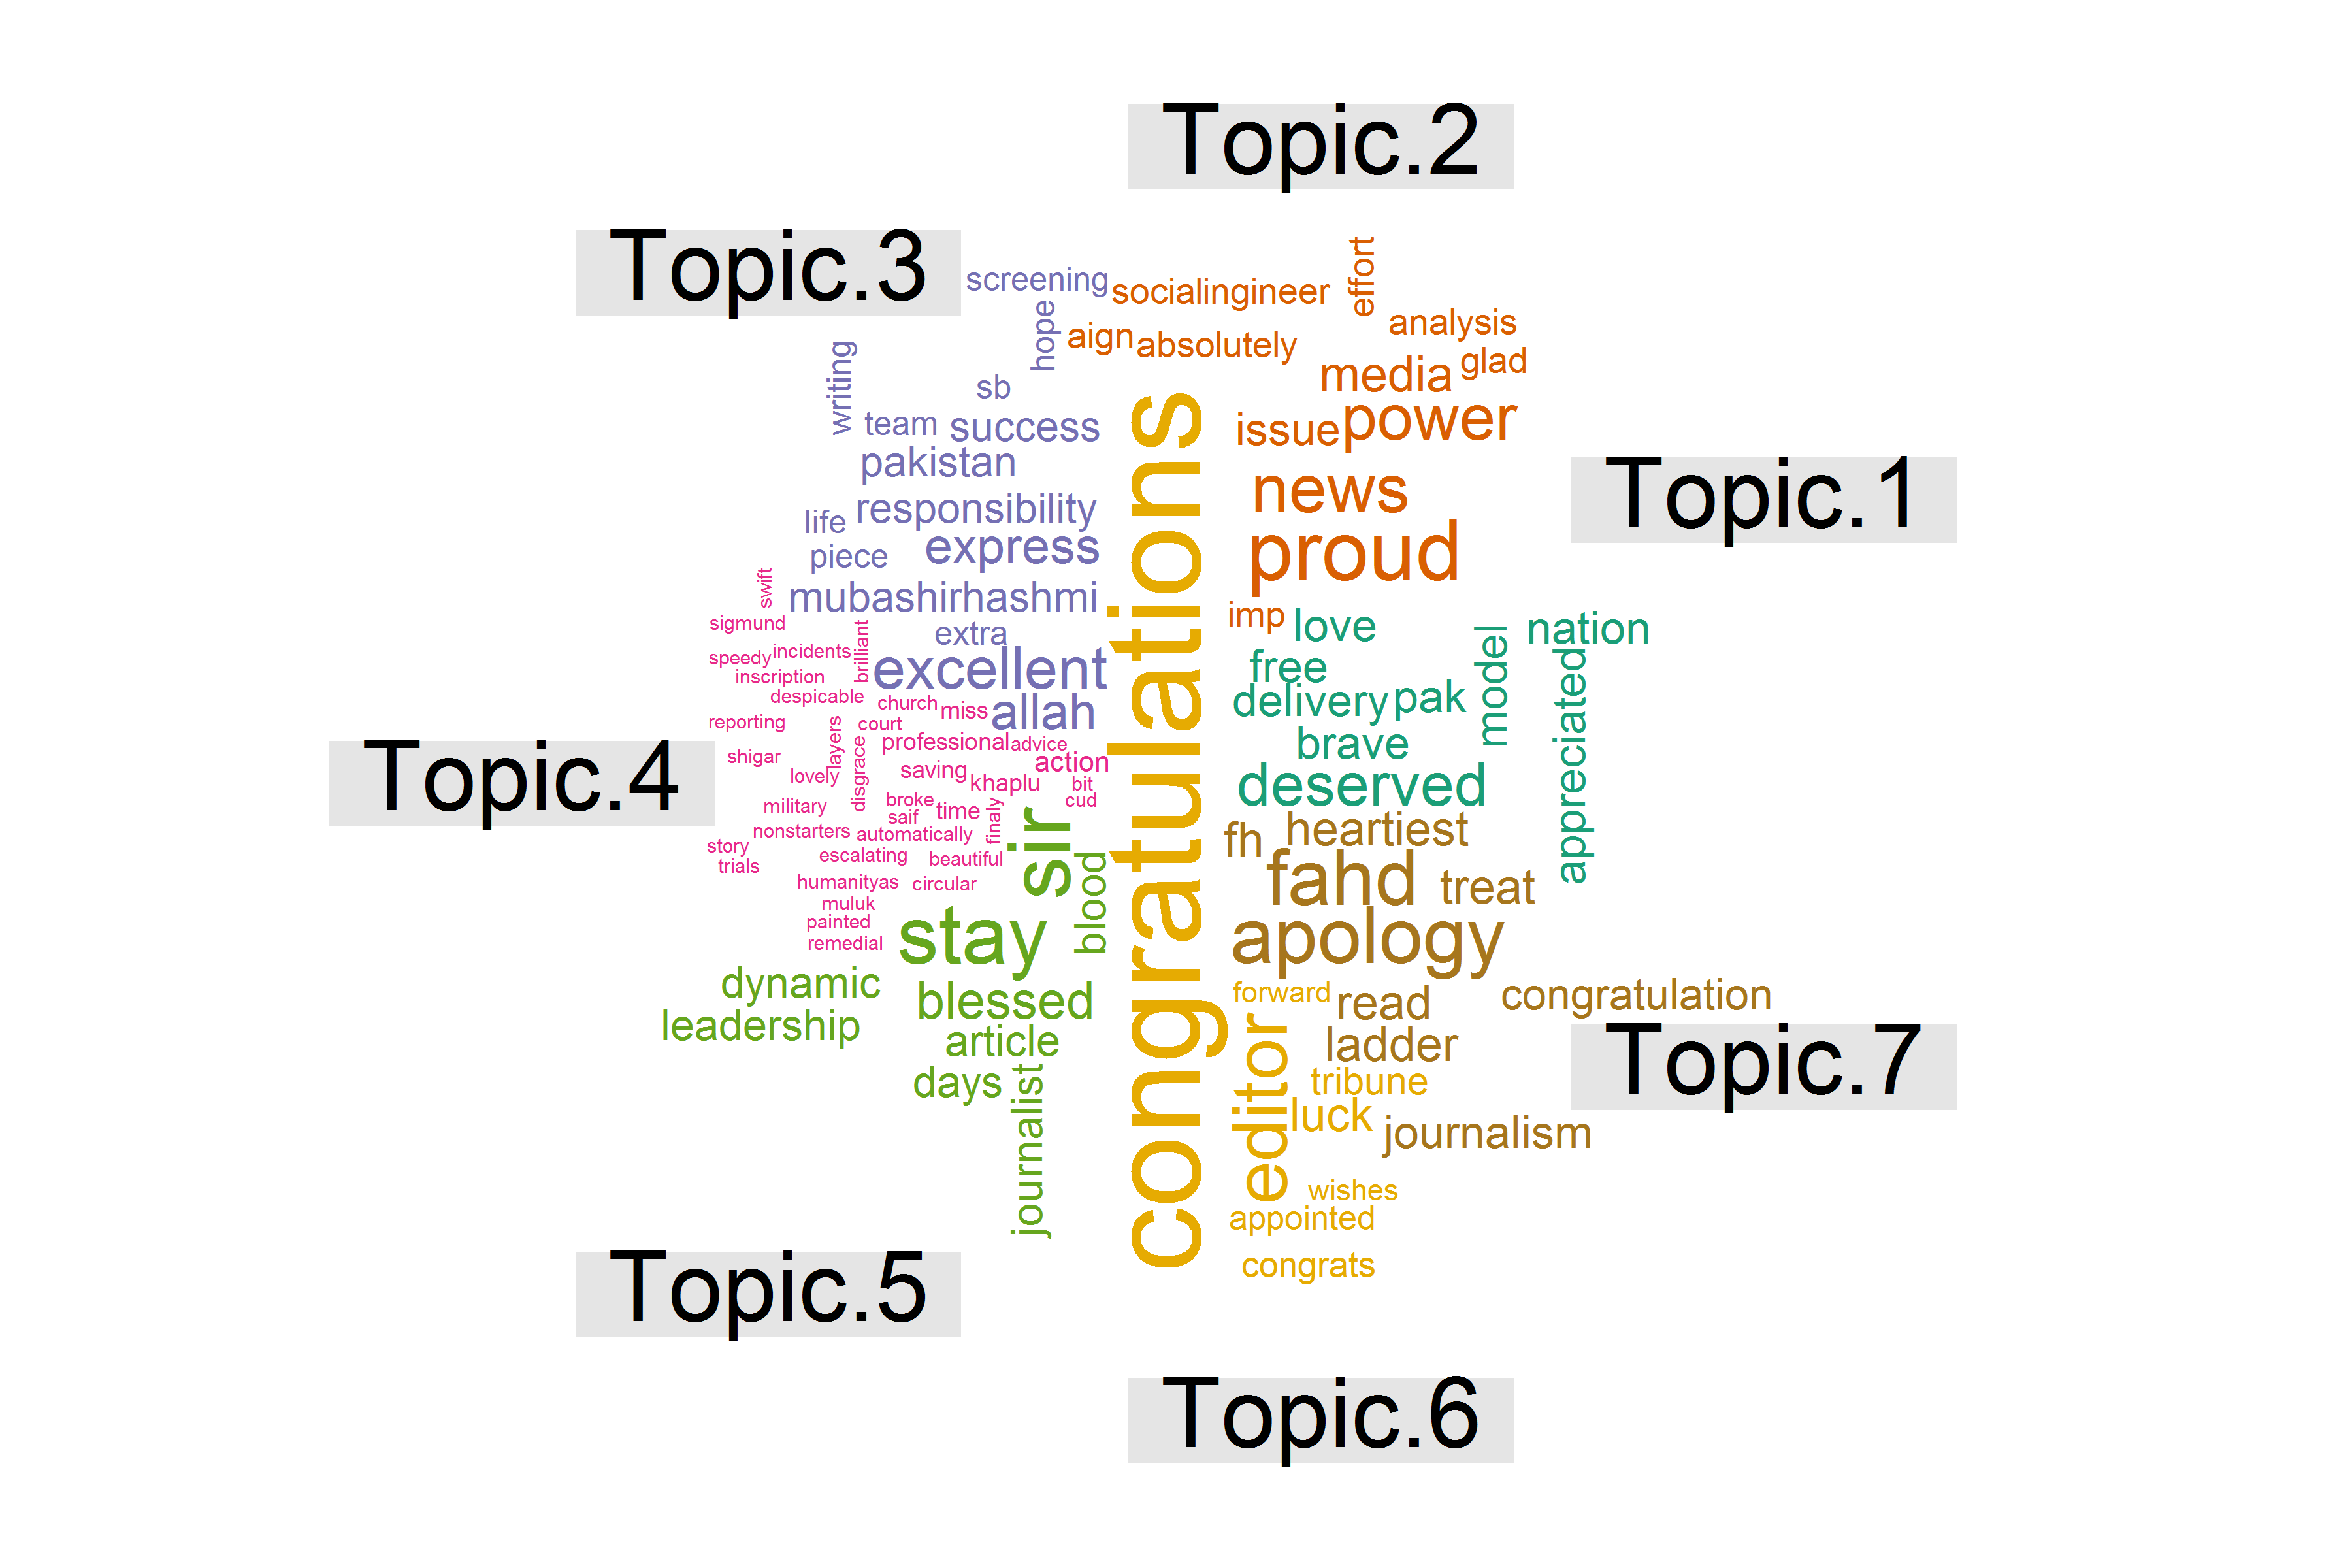 Topic.2
Topic.3
screening
socialingineer
effort
hope
aign
absolutely
analysis
glad
media
writing
sb
team
success
issue
power
pakistan
news
Topic.1
life
responsibility
piece
express
proud
swift
mubashirhashmi
congratulations
imp
love
model
nation
sigmund
extra
speedy
incidents
brilliant
excellent
free
appreciated
inscription
despicable
church
miss
allah
delivery
pak
reporting
layers
court
professional
advice
brave
Topic.4
shigar
lovely
disgrace
saving
action
khaplu
bit
cud
deserved
military
broke
saif
time
finaly
sir
nonstarters
automatically
fh
heartiest
story
trials
escalating
beautiful
blood
fahd
treat
humanityas
circular
muluk
painted
remedial
stay
apology
dynamic
blessed
forward
read
congratulation
leadership
article
editor
ladder
Topic.7
days
journalist
tribune
luck
journalism
wishes
appointed
congrats
Topic.5
Topic.6